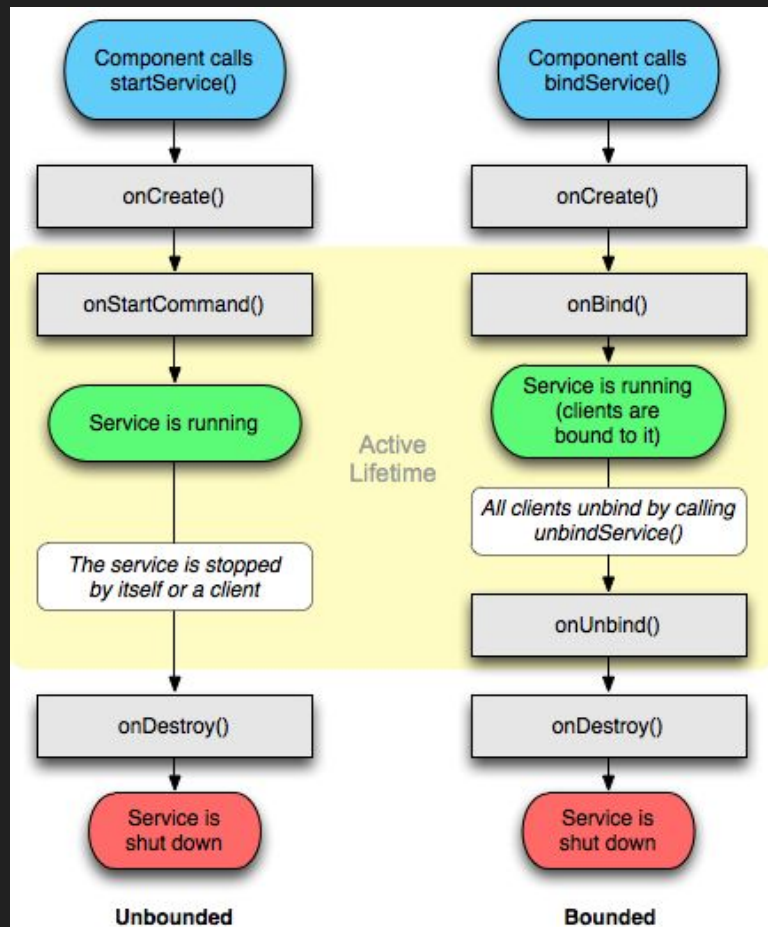 Component calls
startService()
onCreate()
onStartCommand()
Service is running
The service is stopped
by itself or a client
onDestroy()
Service is
shut down
Unbounded
Active
Lifetime
Component calls
bindService()
onCreate()
onBind()
Service is running
(clients are
bound to it)
All clients unbind by calling
unbindService()
onUnbind()
onDestroy()
Service is
shut down
Bounded